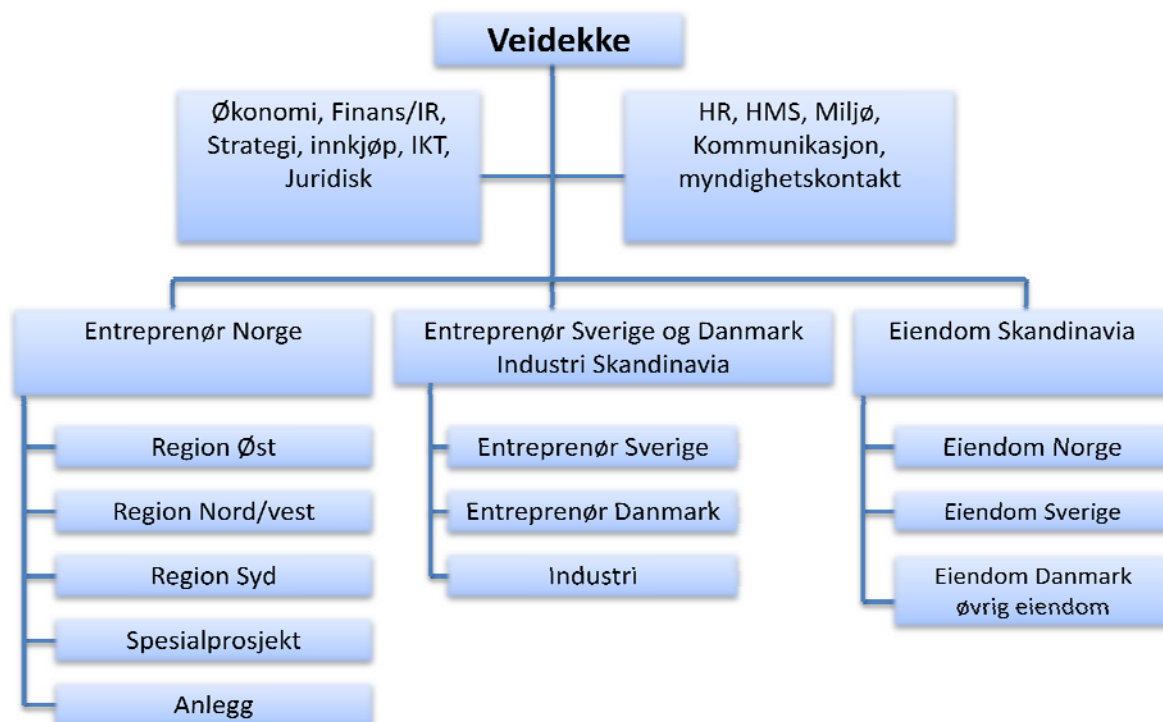 Veidekke
Økonomi, Finans/IR,
Strategi, innkjøp, IKT,
Juridisk
HR, HMS, Miljø,
Kommunikasjon,
myndighetskontakt
Entreprenør Norge
Region Øst
Region Nord/vest
Region Syd
Spesialprosjekt
Anlegg
Entreprenør Sverige og Danmark
Industri Skandinavia
Entreprenør Sverige
Entreprenør Danmark
Industri
Eiendom Skandinavia
Eiendom Norge
Eiendom Sverige
Eiendom Danmark
øvrig eiendom